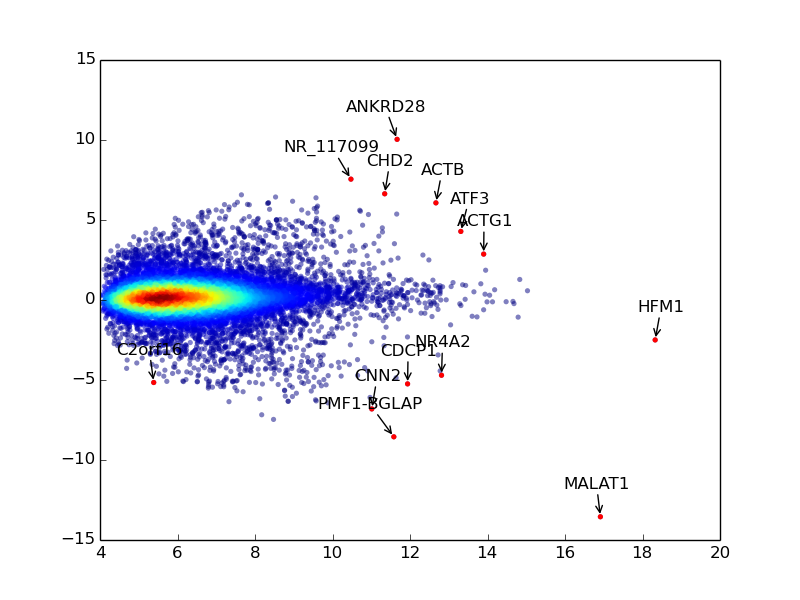 15
ANKRD28
10
NR_117099
CHD2
ACTB
ATF3
5
ACTG1
0
HFM1
NR4A2
C2orf16
CDCP1
−5
CNN2
PMF1-BGLAP
−10
MALAT1
−15
4 6 8 10 12 14 16 18 20